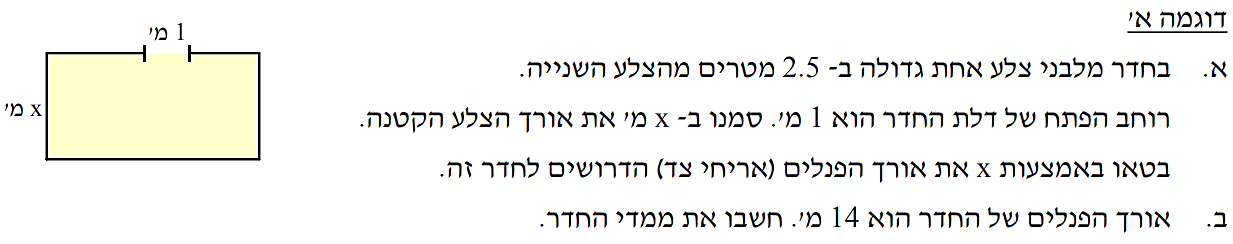 דוגמה א׳
א. בחדר מלבני צלע אחת גדולה ב- 2.5 מטרים מהצלע השנייה.
רוחב הפתח של דלת החדר הוא 1 מ׳. סמנו ב- x מ׳ את אורך הצלע הקטנה.
בטאו באמצעות x את אורך הפנלים (אריחי צד) הדרושים לחדר זה.
ב. אורך הפנלים של החדר הוא 14 מ׳. חשבו את ממדי החדר.
1 מ׳
x מ׳